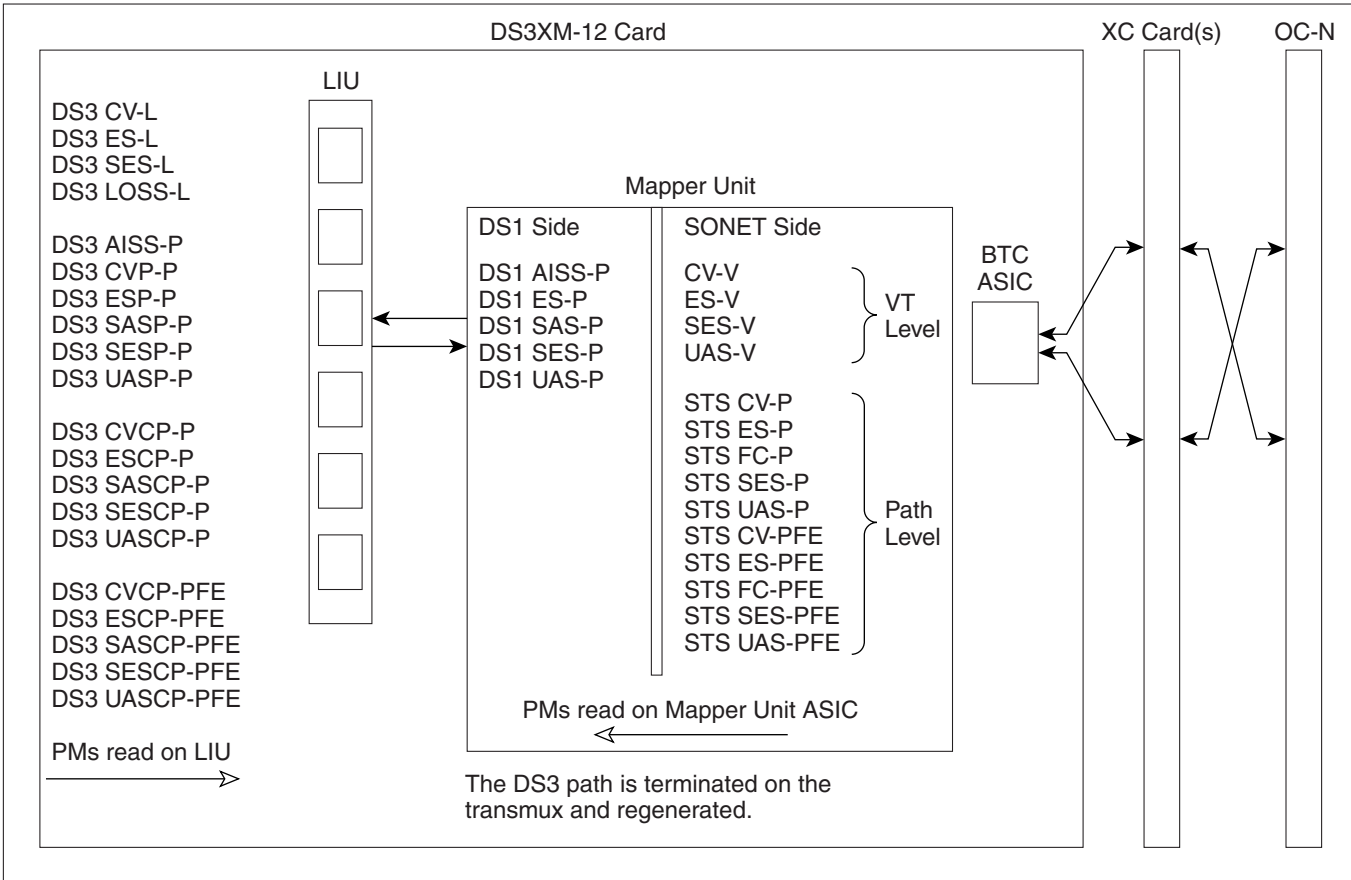 DS3XM-12 Card
XC Card(s)
OC-N
LIU
DS3 CV-L
DS3 ES-L
DS3 SES-L
DS3 LOSS-L
DS3 AISS-P
DS3 CVP-P
DS3 ESP-P
DS3 SASP-P
DS3 SESP-P
DS3 UASP-P
DS3 CVCP-P
DS3 ESCP-P
DS3 SASCP-P
DS3 SESCP-P
DS3 UASCP-P
DS3 CVCP-PFE
DS3 ESCP-PFE
DS3 SASCP-PFE
DS3 SESCP-PFE
DS3 UASCP-PFE
PMs read on LIU
Mapper Unit
DS1 Side
DS1 AISS-P
DS1 ES-P
DS1 SAS-P
DS1 SES-P
DS1 UAS-P
SONET Side
CV-V
ES-V
SES-V
UAS-V
VT
Level
STS CV-P
STS ES-P
STS FC-P
STS SES-P
STS UAS-P
STS CV-PFE
STS ES-PFE
STS FC-PFE
STS SES-PFE
STS UAS-PFE
Path
Level
PMs read on Mapper Unit ASIC
The DS3 path is terminated on the
transmux and regenerated.
BTC
ASIC